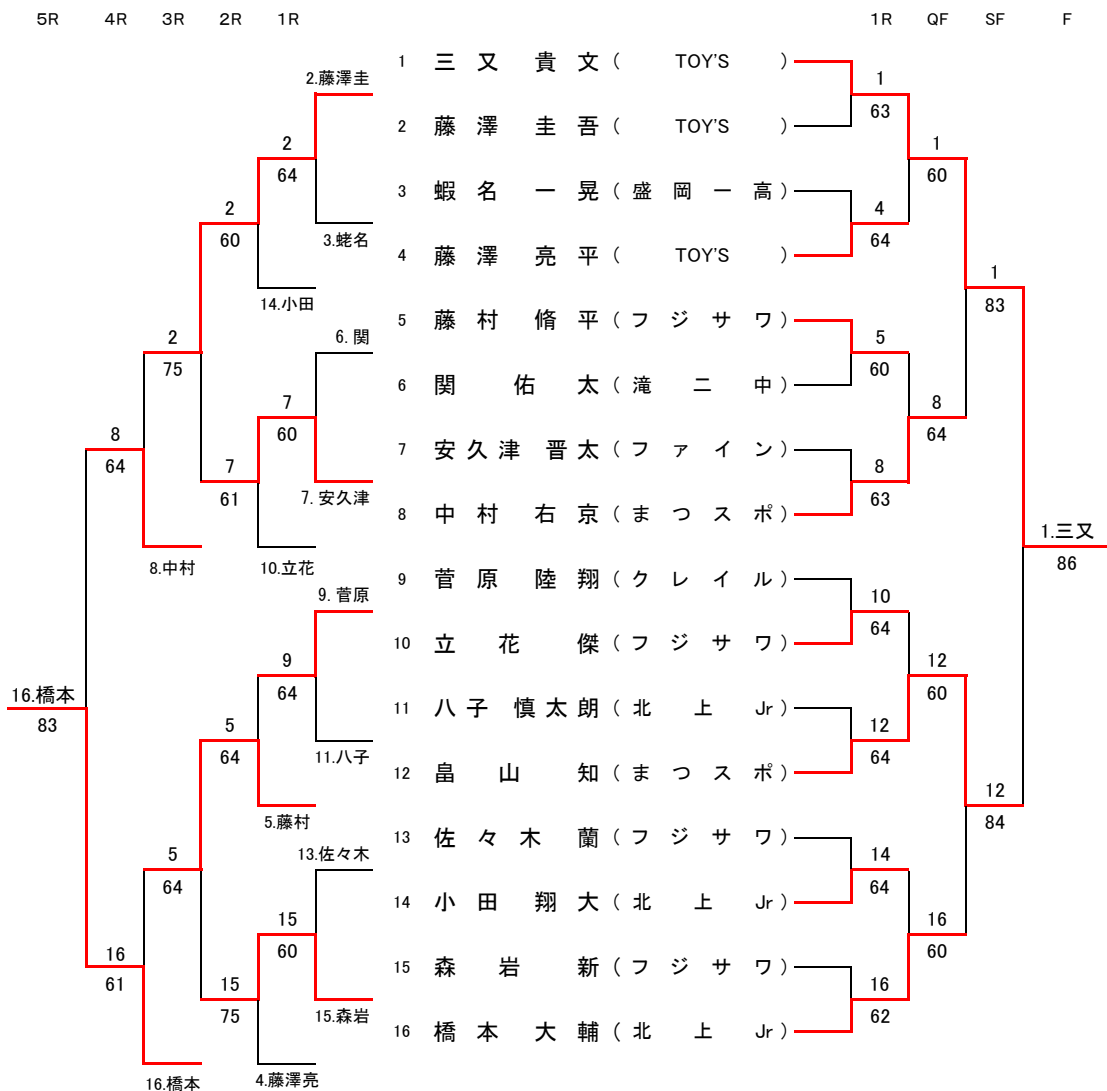 5R 4R 3R 2R 1R 1R QF SF F
1 三又 貴文 ( TOY'S )
2 藤澤 圭吾 ( TOY'S )
3 蝦名 一晃 ( 盛岡一高 )
4 藤澤 亮平 ( TOY'S )
5 藤村 脩平 ( フジサワ )
6 関 佑太 ( 滝二中 )
7 安久津 晋太 ( ファイン )
8 中村 右京 ( まつスポ )
9 菅原 陸翔 ( クレイル )
10 立花 傑 ( フジサワ )
11 八子 慎太朗 ( 北上Jr )
12 畠山 知 ( まつスポ )
13 佐々木 蘭 ( フジサワ )
14 小田 翔大 ( 北上Jr )
15 森岩 新 ( フジサワ )
16 橋本 大輔 ( 北上Jr )
2.藤澤圭
3.蛯名
6. 関
7. 安久津
9. 菅原
11.八子
13.佐々木
15.森岩
2
64
7
60
9
64
15
60
14.小田
10.立花
5.藤村
4.藤澤亮
2
60
7
61
5
64
15
75
2
75
5
64
8.中村
16.橋本
8
64
16
61
16.橋本
83
1
63
4
64
5
60
8
63
10
64
12
64
14
64
16
62
1
60
8
64
12
60
16
60
1
83
12
84
1.三又
86